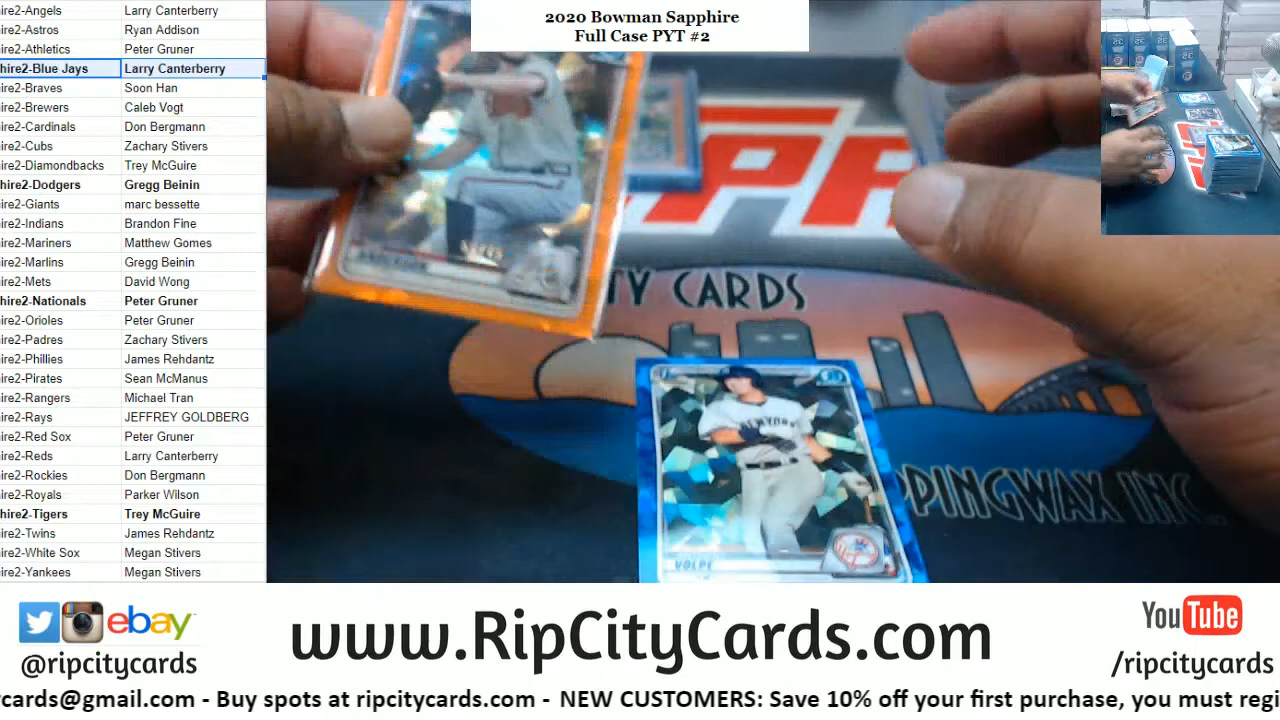 2020 Bowman Sapphire
Full Case PYT #2
ire2-Angels Larry Canterberry
ire2-Astros Ryan Addison
ire2-Athletics Peter Gruner
hire2-Blue Jays Larry Canterberry
ire2-Braves Soon Han
ire2-Brewers Caleb Vogt
ire2-Cardinals Don Bergmann
ire2-Cubs Zachary Stivers
ire2-Diamondbacks Trey McGuire
hire2-Dodgers Gregg Beinin
ire2-Giants marc bessette
ire2-Indians Brandon Fine
ire2-Mariners Matthew Gomes
ire2-Marlins Gregg Beinin
ire2-Mets David Wong
hire2-Nationals Peter Gruner
ire2-Orioles Peter Gruner
ire2-Padres Zachary Stivers
ire2-Phillies James Rehdantz
ire2-Pirates Sean McManus
ire2-Rangers Michael Tran
ire2-Rays JEFFREY GOLDBERG
ire2-Red Sox Peter Gruner
ire2-Reds Larry Canterberry
ire2-Rockies Don Bergmann
ire2-Royals Parker Wilson
hire2-Tigers Trey McGuire
ire2-Twins James Rehdantz
ire2-White Sox Megan Stivers
ire2-Yankees Megan Stivers
TY CARDS
PPINGWAX INC.
NEW YORK
VOLPE
ebay
@ripcitycards
www.RipCityCards.com
YouTube
/ripcitycards
cards@gmail.com - Buy spots at ripcitycards.com - NEW CUSTOMERS: Save 10% off your first purchase, you must regi